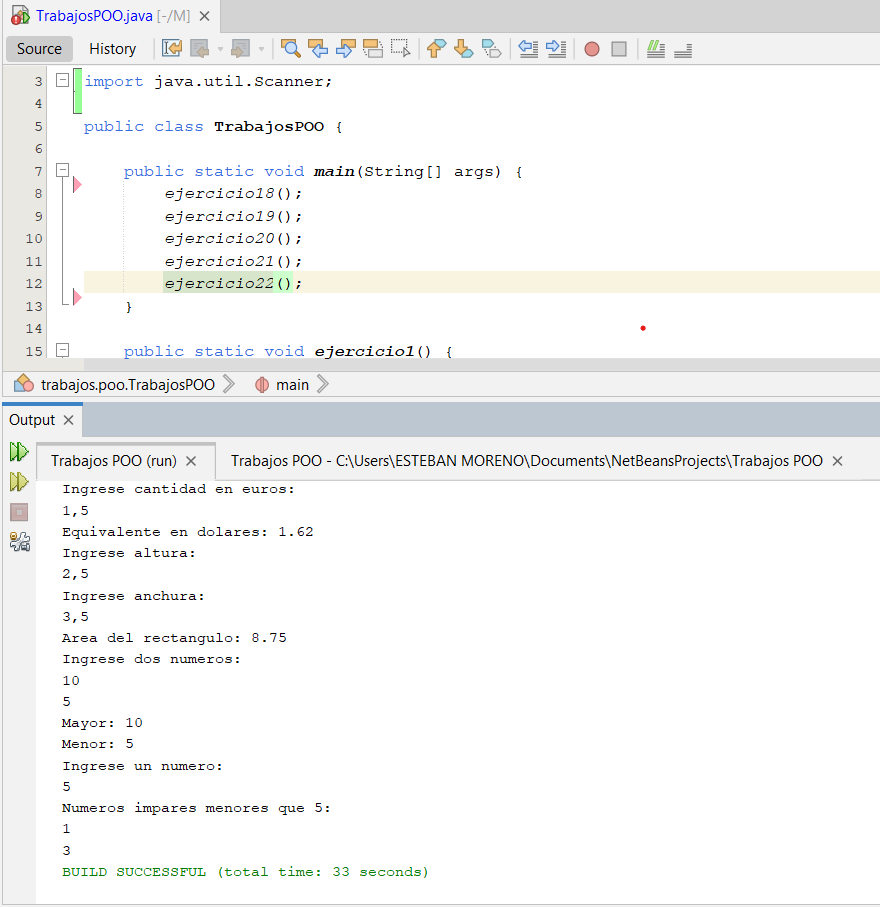 TrabajosPOO.java [-/M]
Source History
3 import java.util.Scanner;
4
5 public class TrabajosPOO {
6
7 public static void main(String[] args) {
8 ejercicio18();
9 ejercicio19();
10 ejercicio20();
11 ejercicio21();
12 ejercicio22();
13 }
14
15 public static void ejercicio1() {
trabajos.poo.TrabajosPOO main
Output
Trabajos POO (run) Trabajos POO - C:\Users\ESTEBAN MORENO\Documents\NetBeansProjects\Trabajos POO
Ingrese cantidad en euros:
1,5
Equivalente en dolares: 1.62
Ingrese altura:
2,5
Ingrese anchura:
3,5
Area del rectangulo: 8.75
Ingrese dos numeros:
10
5
Mayor: 10
Menor: 5
Ingrese un numero:
5
Numeros impares menores que 5:
1
3
BUILD SUCCESSFUL (total time: 33 seconds)